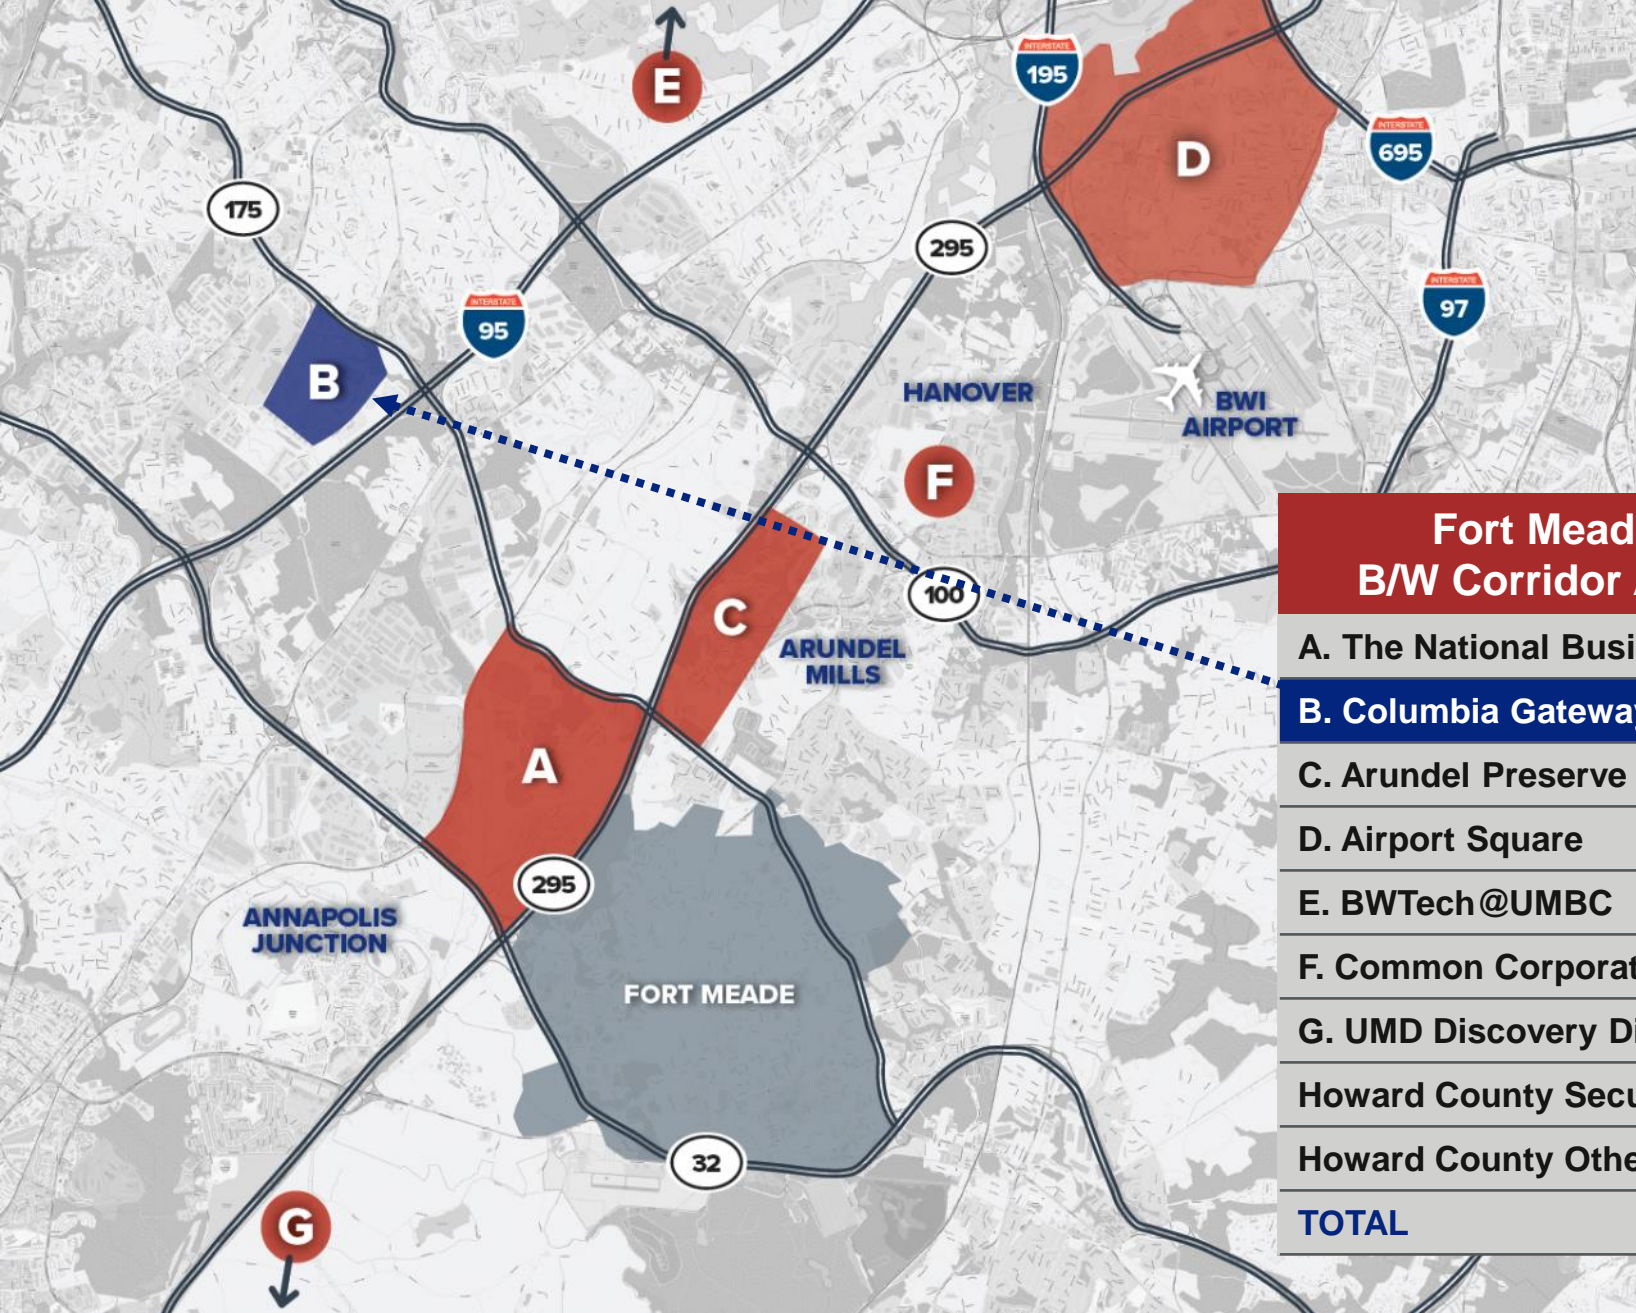 E
INTERSTATE
195
D
INTERSTATE
695
175
295
INTERSTATE
97
INTERSTATE
95
B
HANOVER
BWI
AIRPORT
F
100
C
ARUNDEL
MILLS
A
295
ANNAPOLIS
JUNCTION
FORT MEADE
32
G
Fort Mead
B/W Corridor
A. The National Busi
B. Columbia Gateway
C. Arundel Preserve
D. Airport Square
E. BWTech@UMBC
F. Common Corporat
G. UMD Discovery Di
Howard County Secu
Howard County Othe
TOTAL